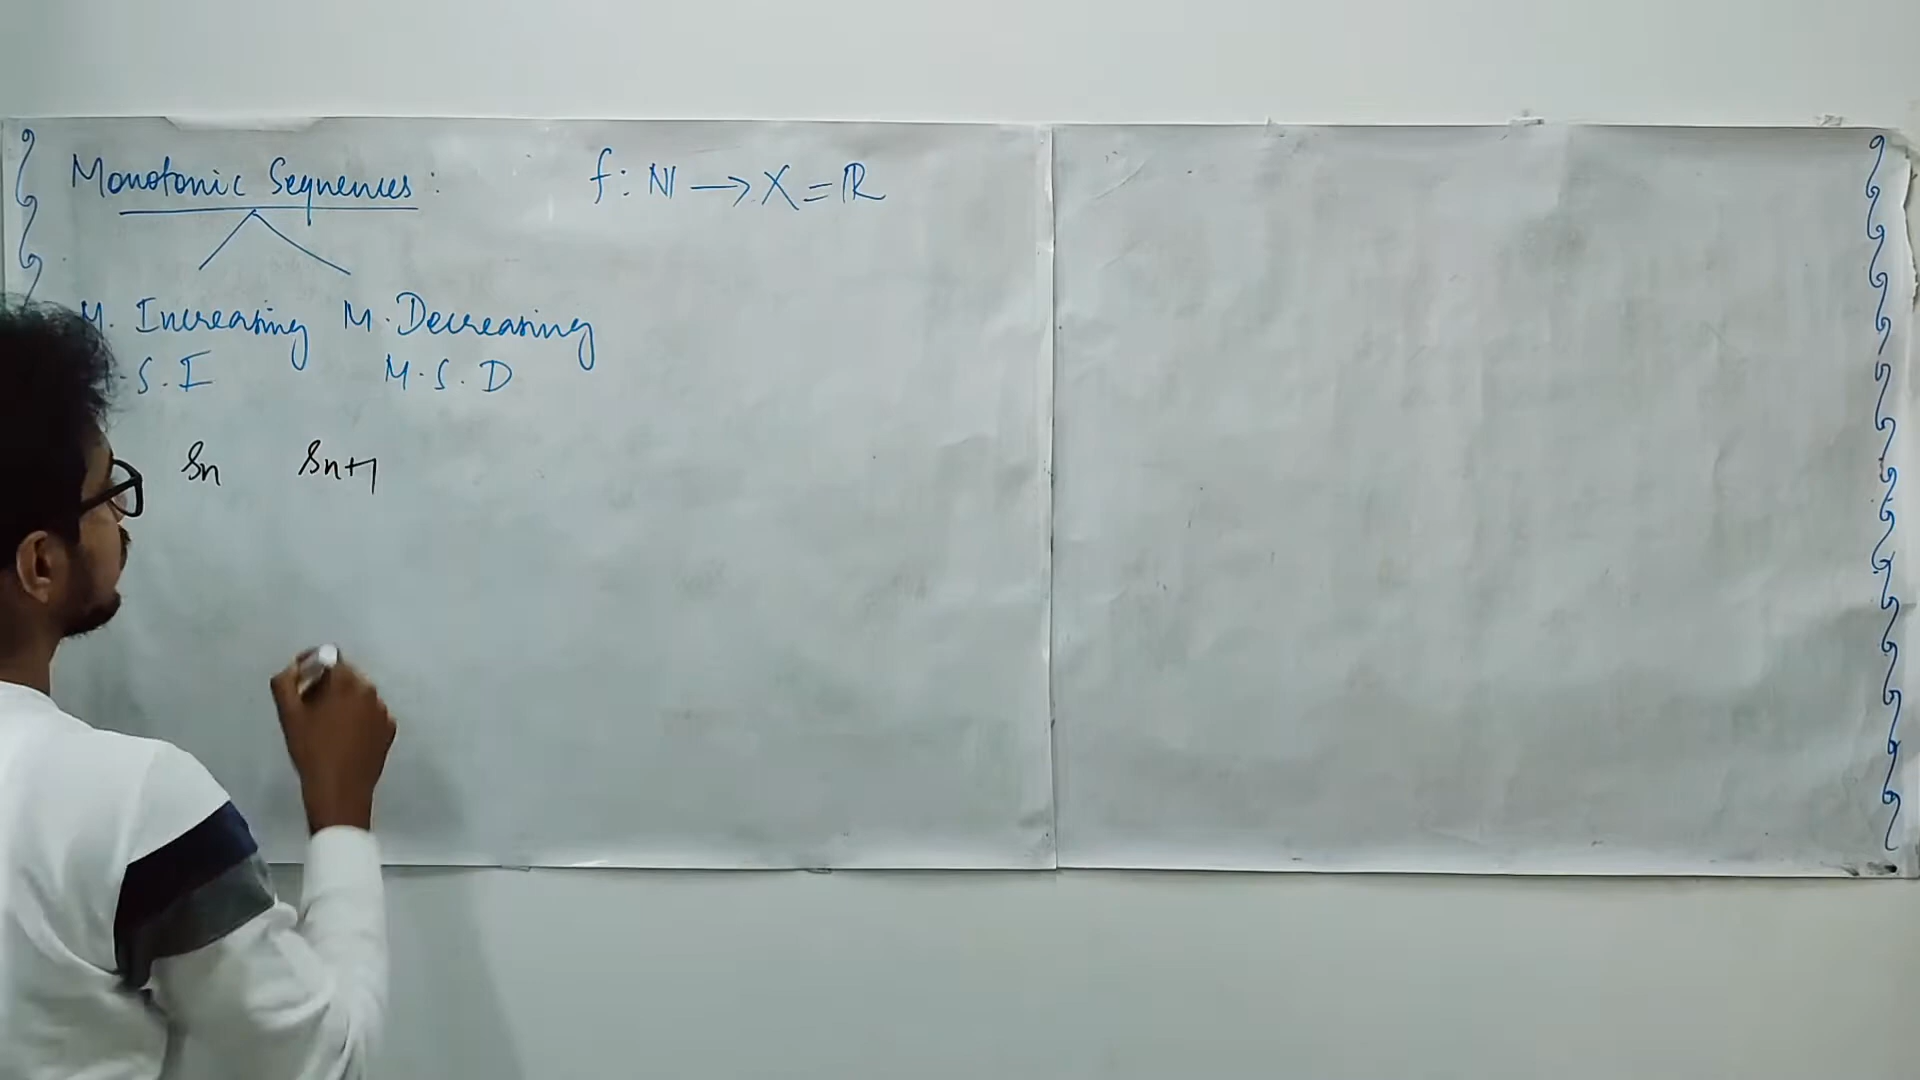 Monotonic Sequences :
f : ℕ → X = ℝ
M. Increasing M. Decreasing
. S. I M. S. D
Sn Sn+1